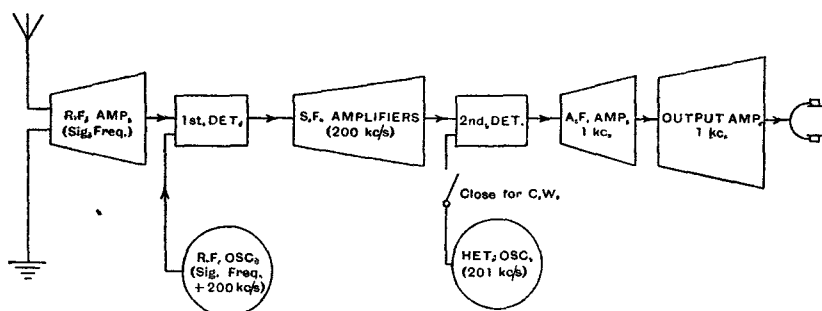 R.F. AMP.
(Sig. Freq.)
1st. DET.
S.F. AMPLIFIERS
(200 kc/s)
2nd. DET.
A.F. AMP.
1 kc.
OUTPUT AMP.
1 kc.
Close for C.W.
R.F. OSC.
(Sig. Freq.
+ 200 kc/s)
HET. OSC.
(201 kc/s)